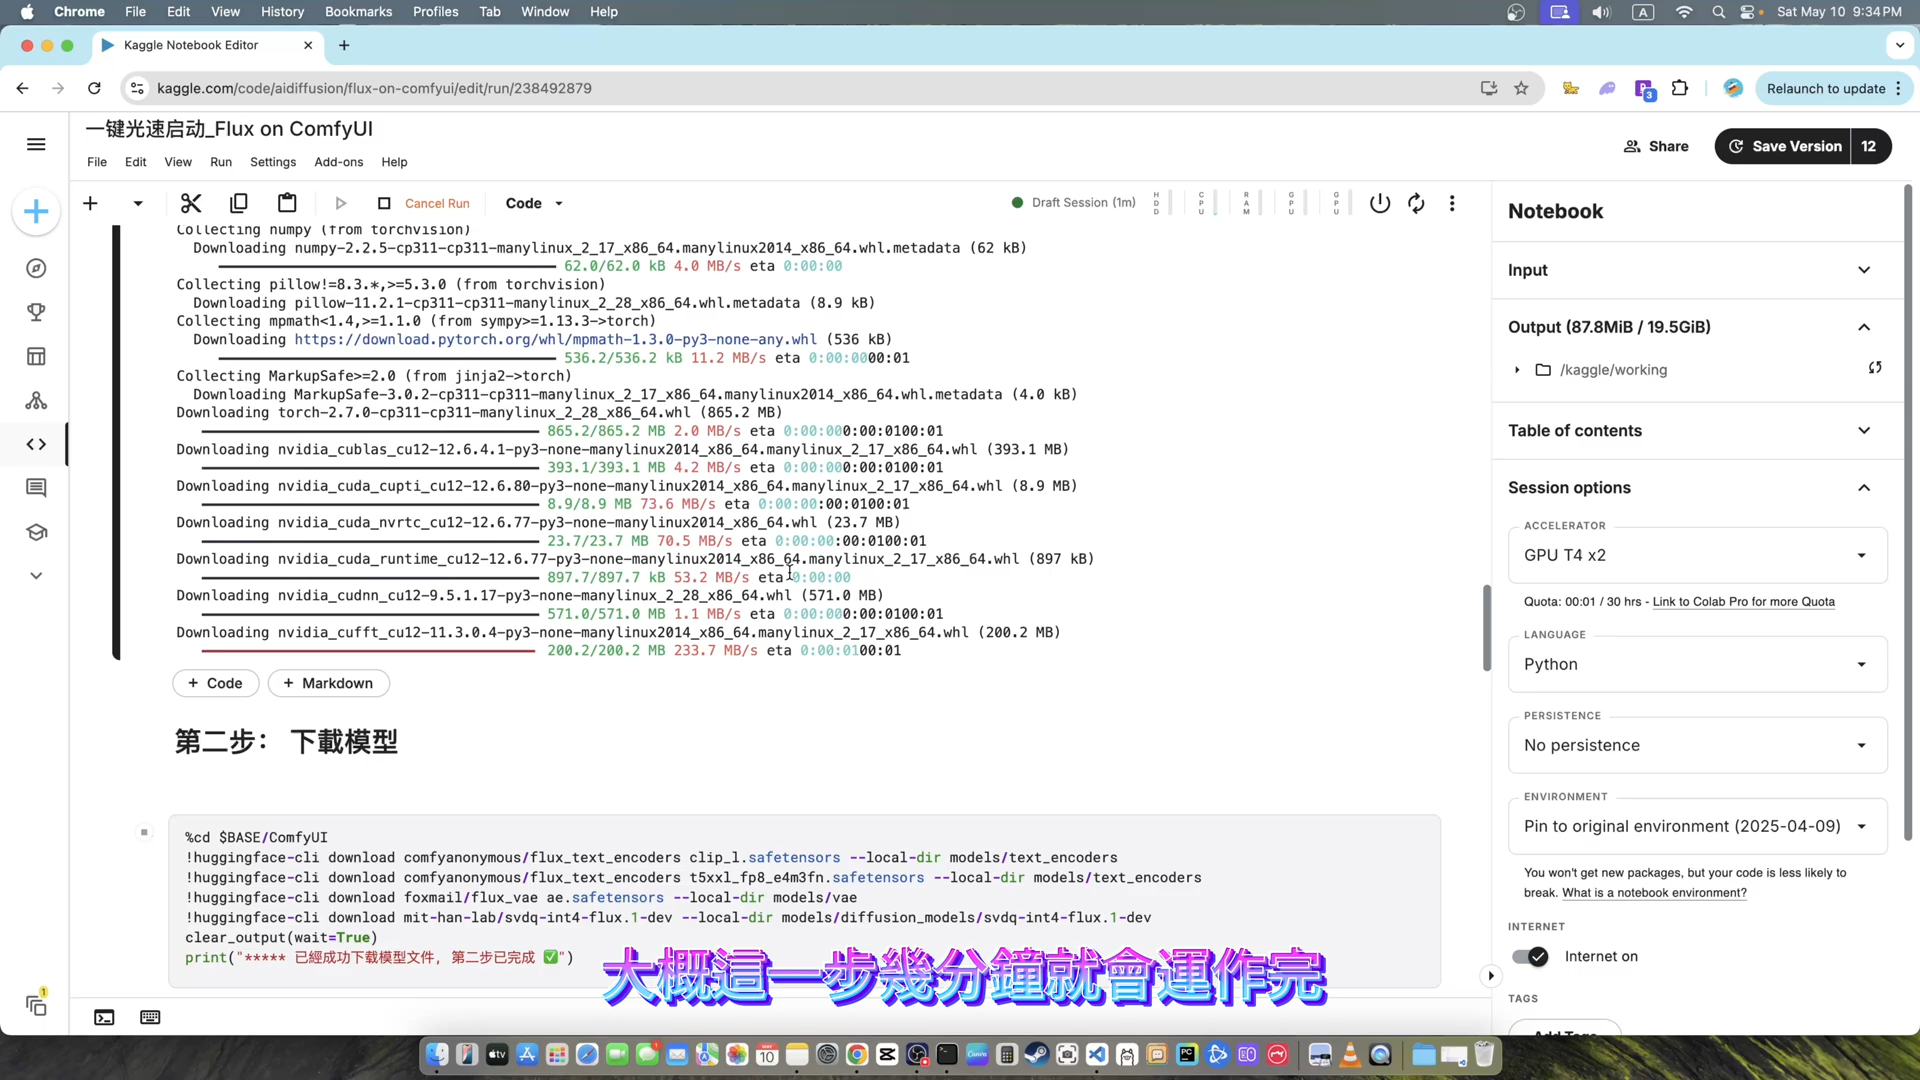 Chrome File Edit View History Bookmarks Profiles Tab Window Help
A
Sat May 10 9:34 PM
Kaggle Notebook Editor
kaggle.com/code/aidiffusion/flux-on-comfyui/edit/run/238492879
3
Relaunch to update
一键光速启动_Flux on ComfyUI
File Edit View Run Settings Add-ons Help
Share
Save Version 12
Cancel Run
Code
Draft Session (1m)
HDD CPU RAM GPU GPU
Collecting numpy (from torchvision)
Downloading numpy-2.2.5-cp311-cp311-manylinux_2_17_x86_64.manylinux2014_x86_64.whl.metadata (62 kB)
62.0/62.0 kB 4.0 MB/s eta 0:00:00
Collecting pillow!=8.3.*,>=5.3.0 (from torchvision)
Downloading pillow-11.2.1-cp311-cp311-manylinux_2_28_x86_64.whl.metadata (8.9 kB)
Collecting mpmath<1.4,>=1.1.0 (from sympy>=1.13.3->torch)
Downloading https://download.pytorch.org/whl/mpmath-1.3.0-py3-none-any.whl (536 kB)
536.2/536.2 kB 11.2 MB/s eta 0:00:0000:01
Collecting MarkupSafe>=2.0 (from jinja2->torch)
Downloading MarkupSafe-3.0.2-cp311-cp311-manylinux_2_17_x86_64.manylinux2014_x86_64.whl.metadata (4.0 kB)
Downloading torch-2.7.0-cp311-cp311-manylinux_2_28_x86_64.whl (865.2 MB)
865.2/865.2 MB 2.0 MB/s eta 0:00:000:00:0100:01
Downloading nvidia_cublas_cu12-12.6.4.1-py3-none-manylinux2014_x86_64.manylinux_2_17_x86_64.whl (393.1 MB)
393.1/393.1 MB 4.2 MB/s eta 0:00:000:00:0100:01
Downloading nvidia_cuda_cupti_cu12-12.6.80-py3-none-manylinux2014_x86_64.manylinux_2_17_x86_64.whl (8.9 MB)
8.9/8.9 MB 73.6 MB/s eta 0:00:00:00:0100:01
Downloading nvidia_cuda_nvrtc_cu12-12.6.77-py3-none-manylinux2014_x86_64.whl (23.7 MB)
23.7/23.7 MB 70.5 MB/s eta 0:00:00:00:0100:01
Downloading nvidia_cuda_runtime_cu12-12.6.77-py3-none-manylinux2014_x86_64.manylinux_2_17_x86_64.whl (897 kB)
897.7/897.7 kB 53.2 MB/s eta 0:00:00
Downloading nvidia_cudnn_cu12-9.5.1.17-py3-none-manylinux_2_28_x86_64.whl (571.0 MB)
571.0/571.0 MB 1.1 MB/s eta 0:00:000:00:0100:01
Downloading nvidia_cufft_cu12-11.3.0.4-py3-none-manylinux2014_x86_64.manylinux_2_17_x86_64.whl (200.2 MB)
200.2/200.2 MB 233.7 MB/s eta 0:00:0100:01
+ Code + Markdown
第二步： 下載模型
%cd $BASE/ComfyUI
!huggingface-cli download comfyanonymous/flux_text_encoders clip_l.safetensors --local-dir models/text_encoders
!huggingface-cli download comfyanonymous/flux_text_encoders t5xxl_fp8_e4m3fn.safetensors --local-dir models/text_encoders
!huggingface-cli download foxmail/flux_vae ae.safetensors --local-dir models/vae
!huggingface-cli download mit-han-lab/svdq-int4-flux.1-dev --local-dir models/diffusion_models/svdq-int4-flux.1-dev
clear_output(wait=True)
print("***** 已經成功下载模型文件, 第二步已完成 ✅")
大概這一步幾分鐘就會運作完
Notebook
Input
Output (87.8MiB / 19.5GiB)
/kaggle/working
Table of contents
Session options
ACCELERATOR
GPU T4 x2
Quota: 00:01 / 30 hrs - Link to Colab Pro for more Quota
LANGUAGE
Python
PERSISTENCE
No persistence
ENVIRONMENT
Pin to original environment (2025-04-09)
You won't get new packages, but your code is less likely to
break. What is a notebook environment?
INTERNET
Internet on
TAGS
Add Tags
1